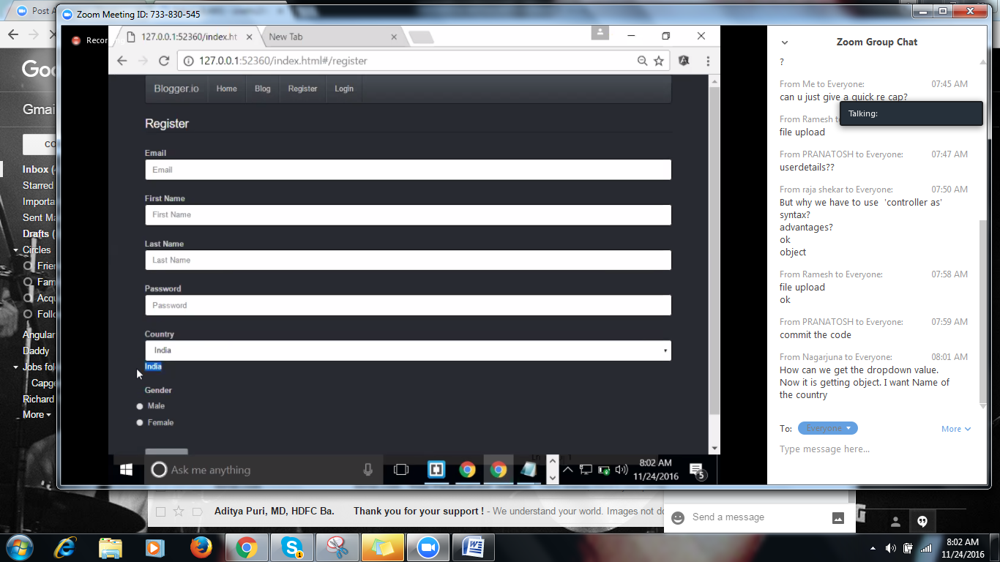 Post A
Zoom Meeting ID: 733-830-545
Recor
127.0.0.1:52360/index.ht
New Tab
127.0.0.1:52360/index.html#/register
Blogger.io Home Blog Register Login
Register
Email
Email
First Name
First Name
Last Name
Last Name
Password
Password
Country
India
India
Gender
Male
Female
Ask me anything
8:02 AM
11/24/2016
5
Zoom Group Chat
?
From Me to Everyone: 07:45 AM
can u just give a quick re cap?
Talking:
From Ramesh to
file upload
From PRANATOSH to Everyone: 07:47 AM
userdetails??
From raja shekar to Everyone: 07:50 AM
But why we have to use 'controller as'
syntax?
advantages?
ok
object
From Ramesh to Everyone: 07:58 AM
file upload
ok
From PRANATOSH to Everyone: 07:59 AM
commit the code
From Nagarjuna to Everyone: 08:01 AM
How can we get the dropdown value.
Now it is getting object. I want Name of
the country
To: Everyone More
Type message here...
Goo
Gmai
CO
Inbox (
Starred
Importa
Sent Ma
Drafts (
Circles
Frie
Fam
Acqu
Follo
Angular
Daddy
Jobs fol
Capge
Richard
More
Aditya Puri, MD, HDFC Ba. Thank you for your support ! - We understand your world. Images not do
Send a message
1
8:02 AM
11/24/2016